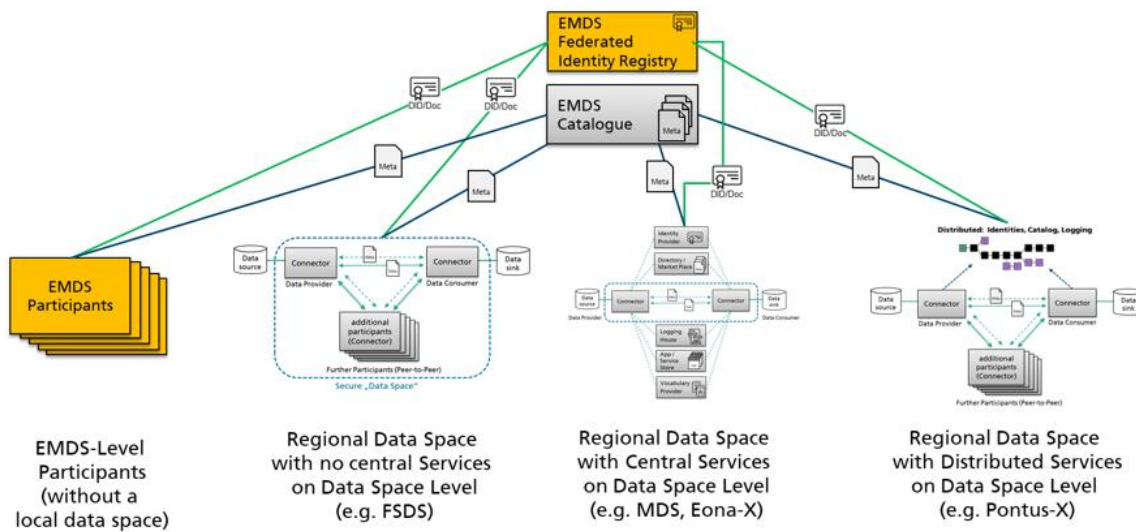 EMDS
Federated
Identity Registry
EMDS
Catalogue
Meta
DID/Doc
DID/Doc
DID/Doc
DID/Doc
Meta
Meta
Meta
Meta
EMDS
Participants
Data
source
Connector
Data Provider
Meta
Data
Connector
Data Consumer
Data
sink
additional
participants
(Connector)
Further Participants (Peer-to-Peer)
Secure „Data Space“
Identity
Provider
Directory /
Market Place
Data
source
Connector
Data Provider
Connector
Data
sink
Data Consumer
Logging
House
App /
Service
Store
Vocabulary
Provider
Distributed: Identities, Catalog, Logging
Data
source
Connector
Data Provider
Connector
Data Consumer
Data
sink
additional
participants
(Connector)
Further Participants (Peer-to-Peer)
EMDS-Level
Participants
(without a
local data space)
Regional Data Space
with no central Services
on Data Space Level
(e.g. FSDS)
Regional Data Space
with Central Services
on Data Space Level
(e.g. MDS, Eona-X)
Regional Data Space
with Distributed Services
on Data Space Level
(e.g. Pontus-X)